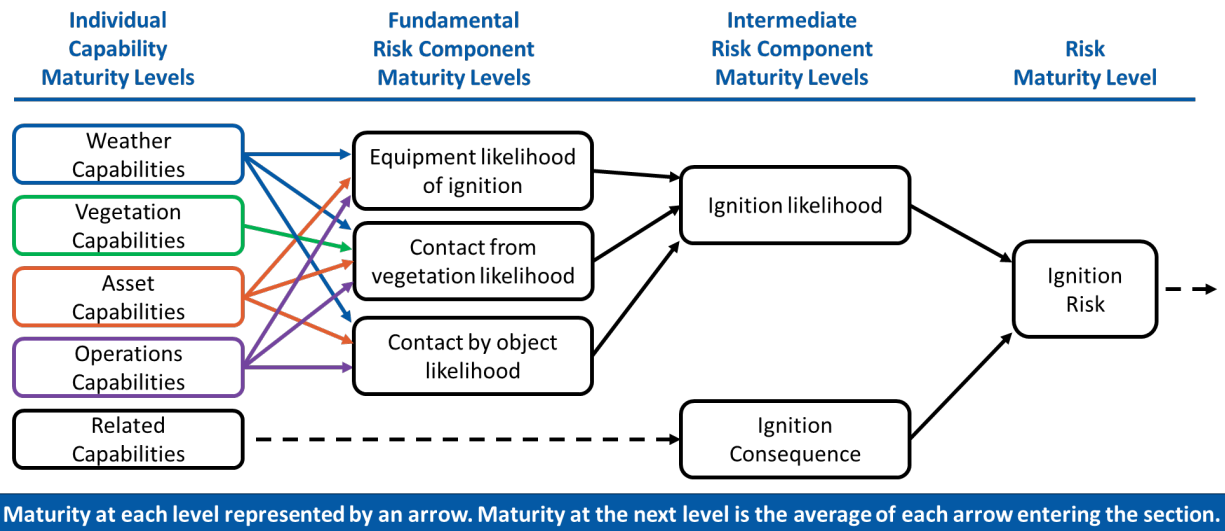 Individual
Capability
Maturity Levels
Fundamental
Risk Component
Maturity Levels
Intermediate
Risk Component
Maturity Levels
Risk
Maturity Level
Weather
Capabilities
Vegetation
Capabilities
Asset
Capabilities
Operations
Capabilities
Related
Capabilities
Equipment likelihood
of ignition
Contact from
vegetation likelihood
Contact by object
likelihood
Ignition likelihood
Ignition
Consequence
Ignition
Risk
Maturity at each level represented by an arrow. Maturity at the next level is the average of each arrow entering the section.